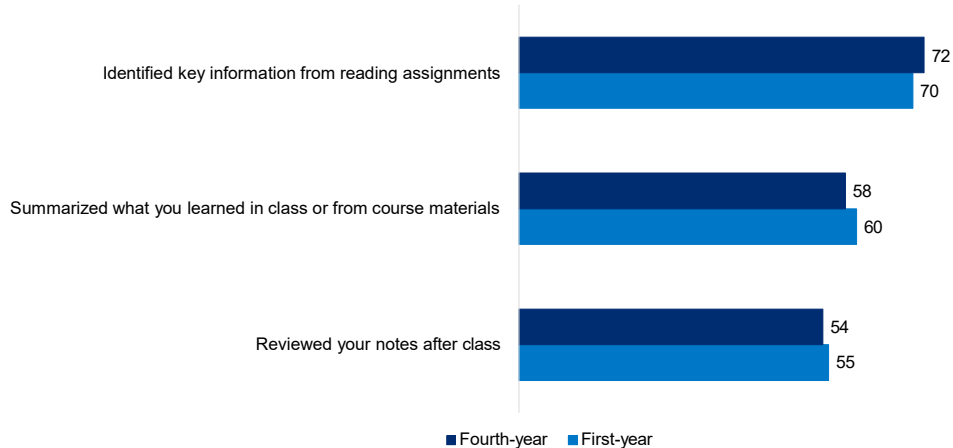 Identified key information from reading assignments
72
70
Summarized what you learned in class or from course materials
58
60
Reviewed your notes after class
54
55
Fourth-year First-year